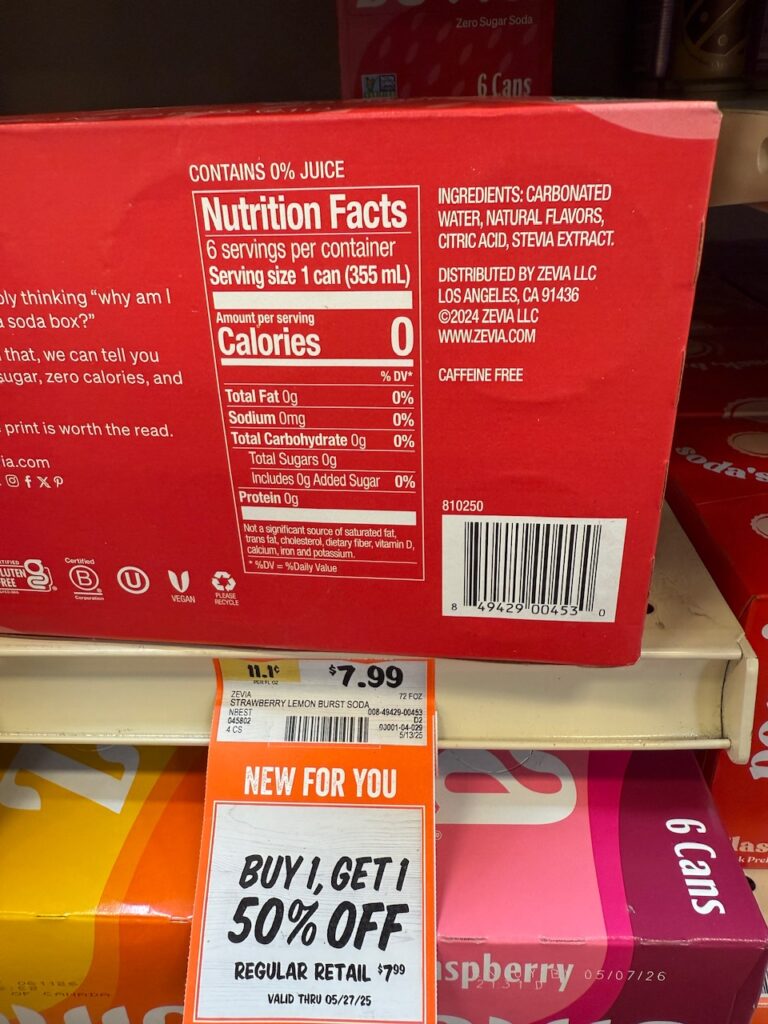 Zero Sugar Soda
6 Cans
CONTAINS 0% JUICE
Nutrition Facts
6 servings per container
Serving size 1 can (355 mL)
Amount per serving
Calories 0
% DV*
Total Fat 0g 0%
Sodium 0mg 0%
Total Carbohydrate 0g 0%
Total Sugars 0g
Includes 0g Added Sugar 0%
Protein 0g
Not a significant source of saturated fat,
trans fat, cholesterol, dietary fiber, vitamin D,
calcium, iron and potassium.
* %DV = %Daily Value
INGREDIENTS: CARBONATED
WATER, NATURAL FLAVORS,
CITRIC ACID, STEVIA EXTRACT.
DISTRIBUTED BY ZEVIA LLC
LOS ANGELES, CA 91436
©2024 ZEVIA LLC
WWW.ZEVIA.COM
CAFFEINE FREE
810250
8 49429 00453 0
thinking “why am I
soda box?”
that, we can tell you
sugar, zero calories, and
print is worth the read.
ia.com
FREE
Certified
B
Corporation
U
V
VEGAN
PLEASE
RECYCLE
soda's
11.1¢
PER FL OZ
$7.99
ZEVIA 72 FOZ
STRAWBERRY LEMON BURST SODA
NBEST 008-49429-00453
045802 D2
4 CS 90001-04-029
5/13/25
NEW FOR YOU
BUY 1, GET 1
50% OFF
REGULAR RETAIL $7.99
VALID THRU 05/27/25
6 Cans
aspberry
05/07/26